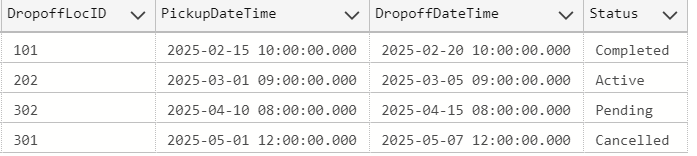 DropoffLocID PickupDateTime DropoffDateTime Status
101 2025-02-15 10:00:00.000 2025-02-20 10:00:00.000 Completed
202 2025-03-01 09:00:00.000 2025-03-05 09:00:00.000 Active
302 2025-04-10 08:00:00.000 2025-04-15 08:00:00.000 Pending
301 2025-05-01 12:00:00.000 2025-05-07 12:00:00.000 Cancelled